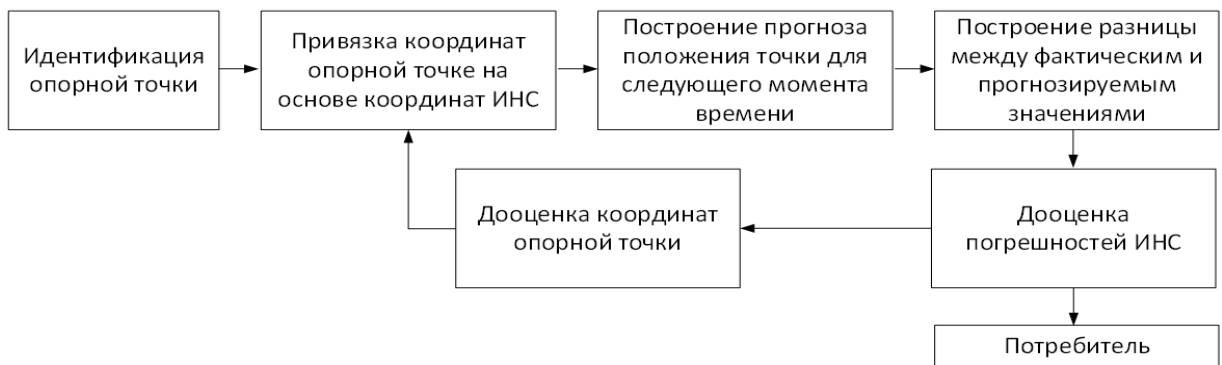 Идентификация
опорной точки
Привязка координат
опорной точке на
основе координат ИНС
Построение прогноза
положения точки для
следующего момента
времени
Построение разницы
между фактическим и
прогнозируемым
значениями
Дооценка координат
опорной точки
Дооценка
погрешностей ИНС
Потребитель